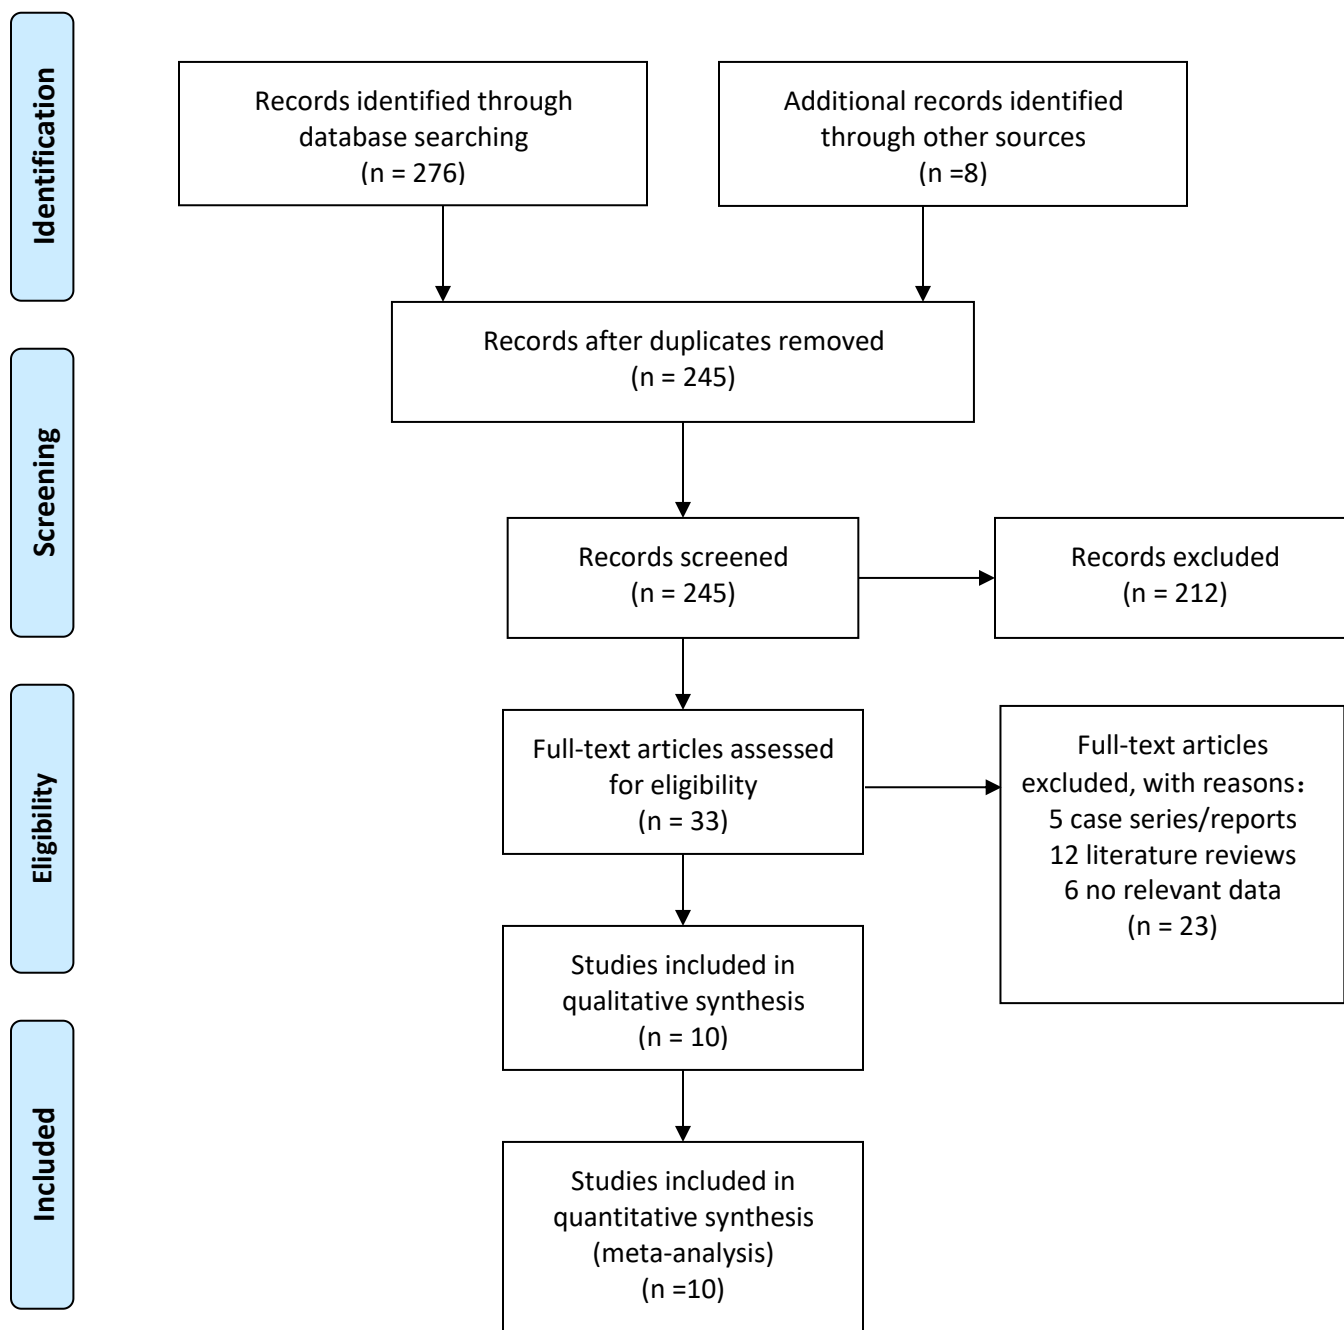 Identification
Records identified through
database searching
(n = 276)
Additional records identified
through other sources
(n =8)
Records after duplicates removed
(n = 245)
Screening
Records screened
(n = 245)
Records excluded
(n = 212)
Eligibility
Full-text articles assessed
for eligibility
(n = 33)
Full-text articles
excluded, with reasons：
5 case series/reports
12 literature reviews
6 no relevant data
(n = 23)
Studies included in
qualitative synthesis
(n = 10)
Included
Studies included in
quantitative synthesis
(meta-analysis)
(n =10)